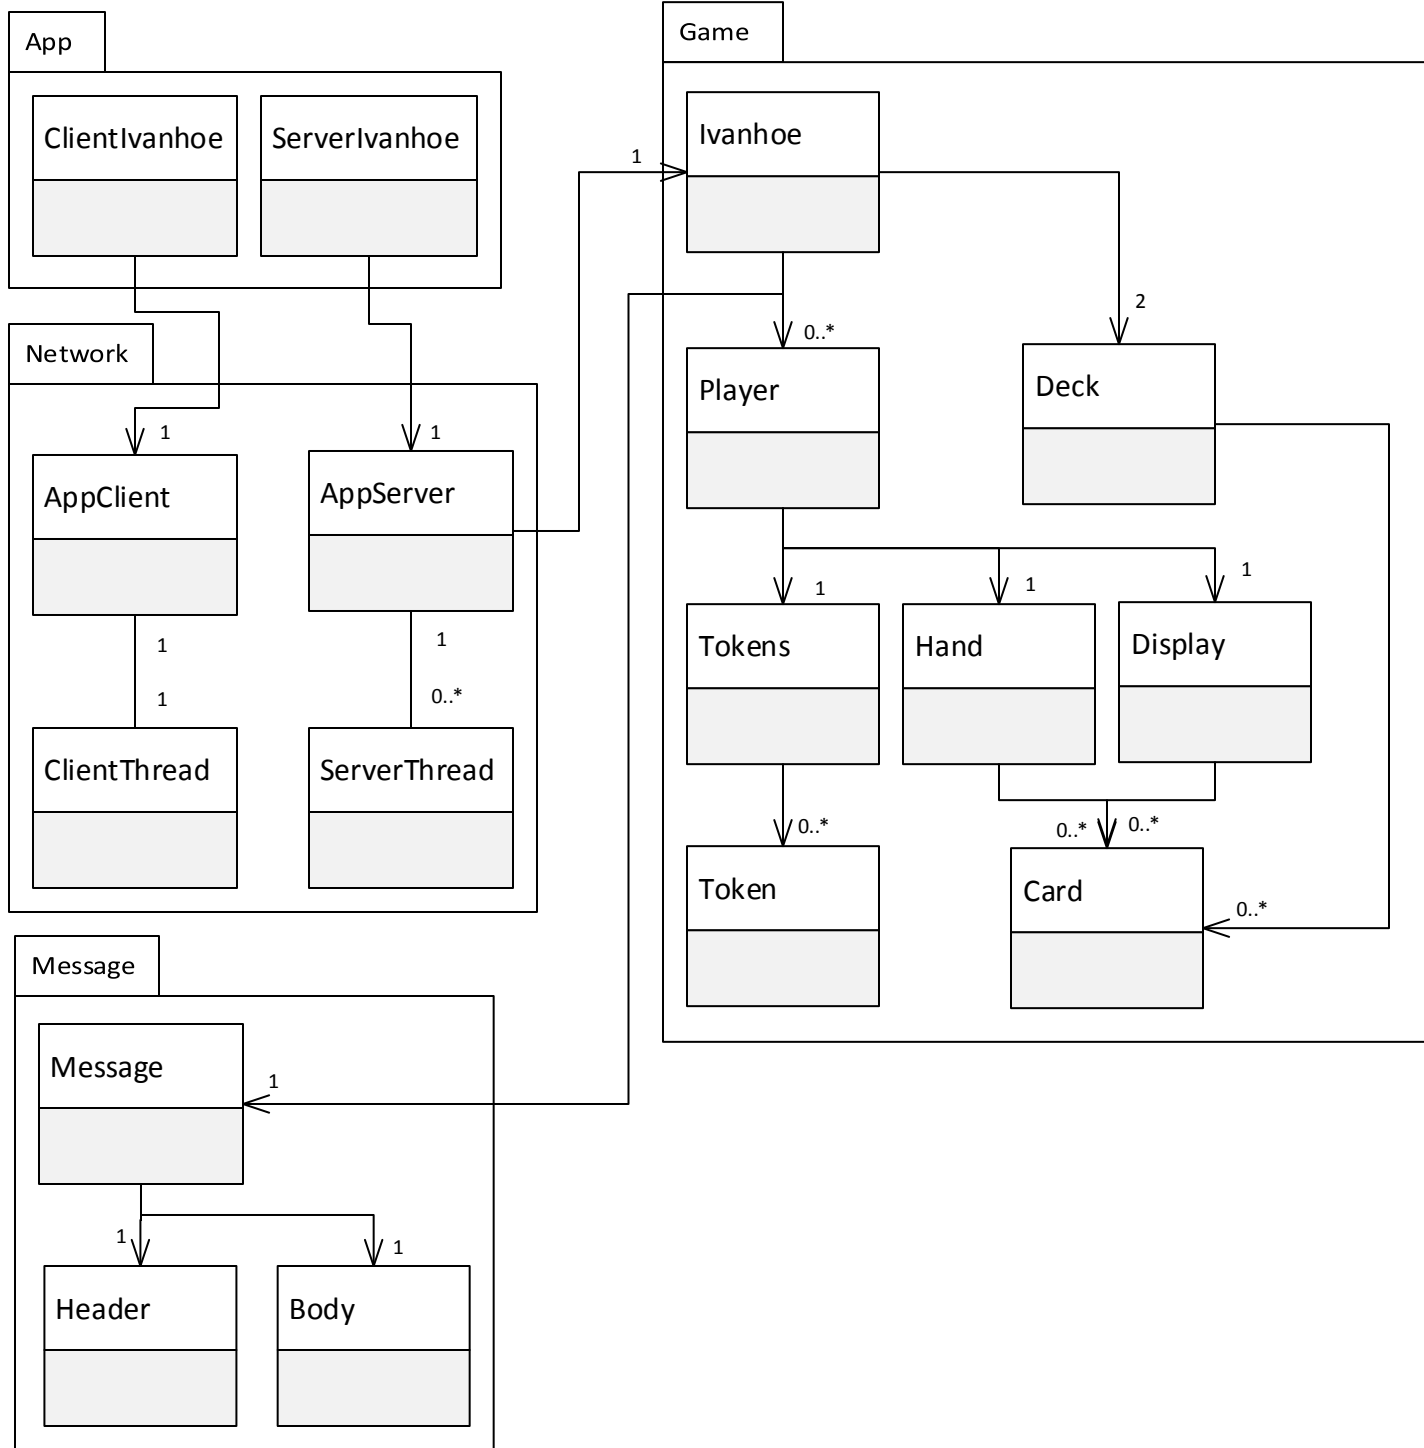 App
ClientIvanhoe
ServerIvanhoe
Network
1
1
AppClient
AppServer
1
1
1
0..*
ClientThread
ServerThread
Message
Message
1
1
1
Header
Body
Game
1
Ivanhoe
2
0..*
Player
Deck
1
1
1
Tokens
Hand
Display
0..*
0..*
0..*
Token
Card
0..*